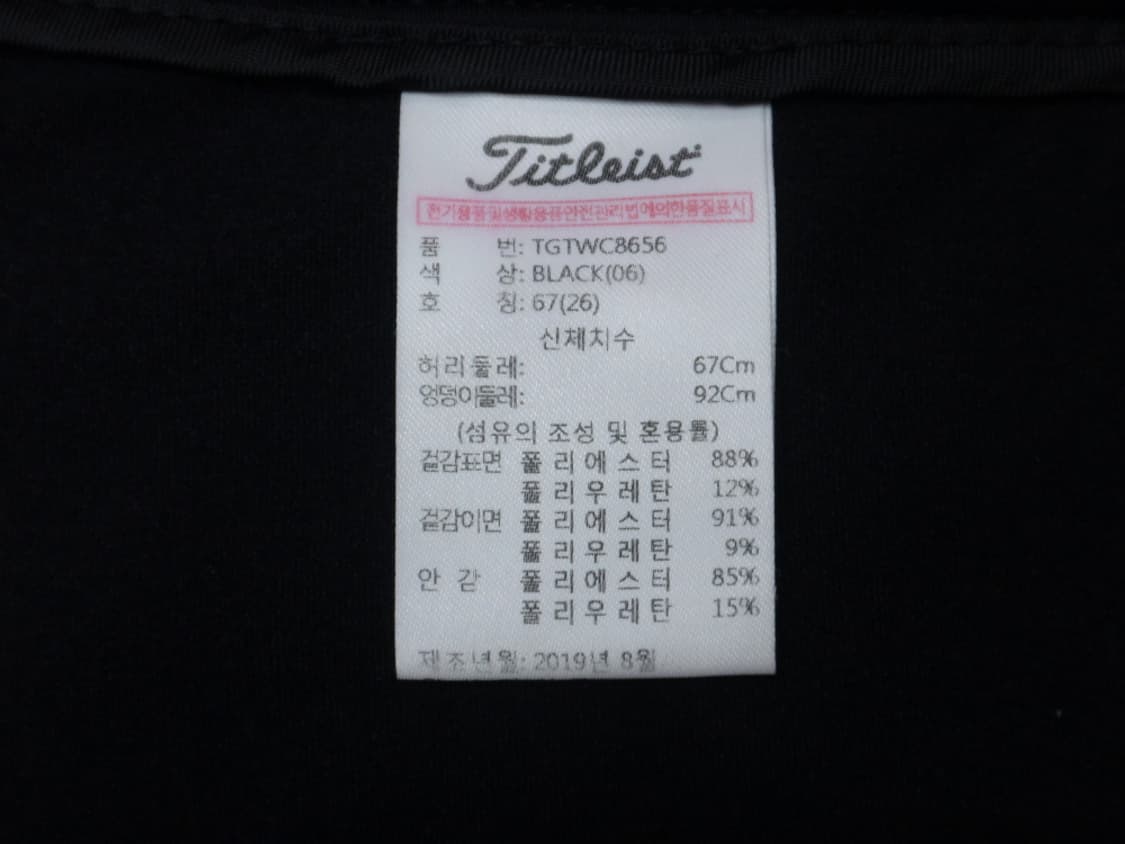 Titleist
전기용품및생활용품안전관리법에의한품질표시
품 번: TGTWC8656
색 상: BLACK(06)
호 칭: 67(26)
신체치수
허리둘레: 67Cm
엉덩이둘레: 92Cm
(섬유의 조성 및 혼용률)
겉감표면 폴리에스터 88%
폴리우레탄 12%
겉감이면 폴리에스터 91%
폴리우레탄 9%
안 감 폴리에스터 85%
폴리우레탄 15%
제조년월: 2019년 8월